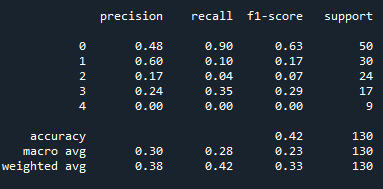 precision recall f1-score support
0 0.48 0.90 0.63 50
1 0.60 0.10 0.17 30
2 0.17 0.04 0.07 24
3 0.24 0.35 0.29 17
4 0.00 0.00 0.00 9
accuracy 0.42 130
macro avg 0.30 0.28 0.23 130
weighted avg 0.38 0.42 0.33 130